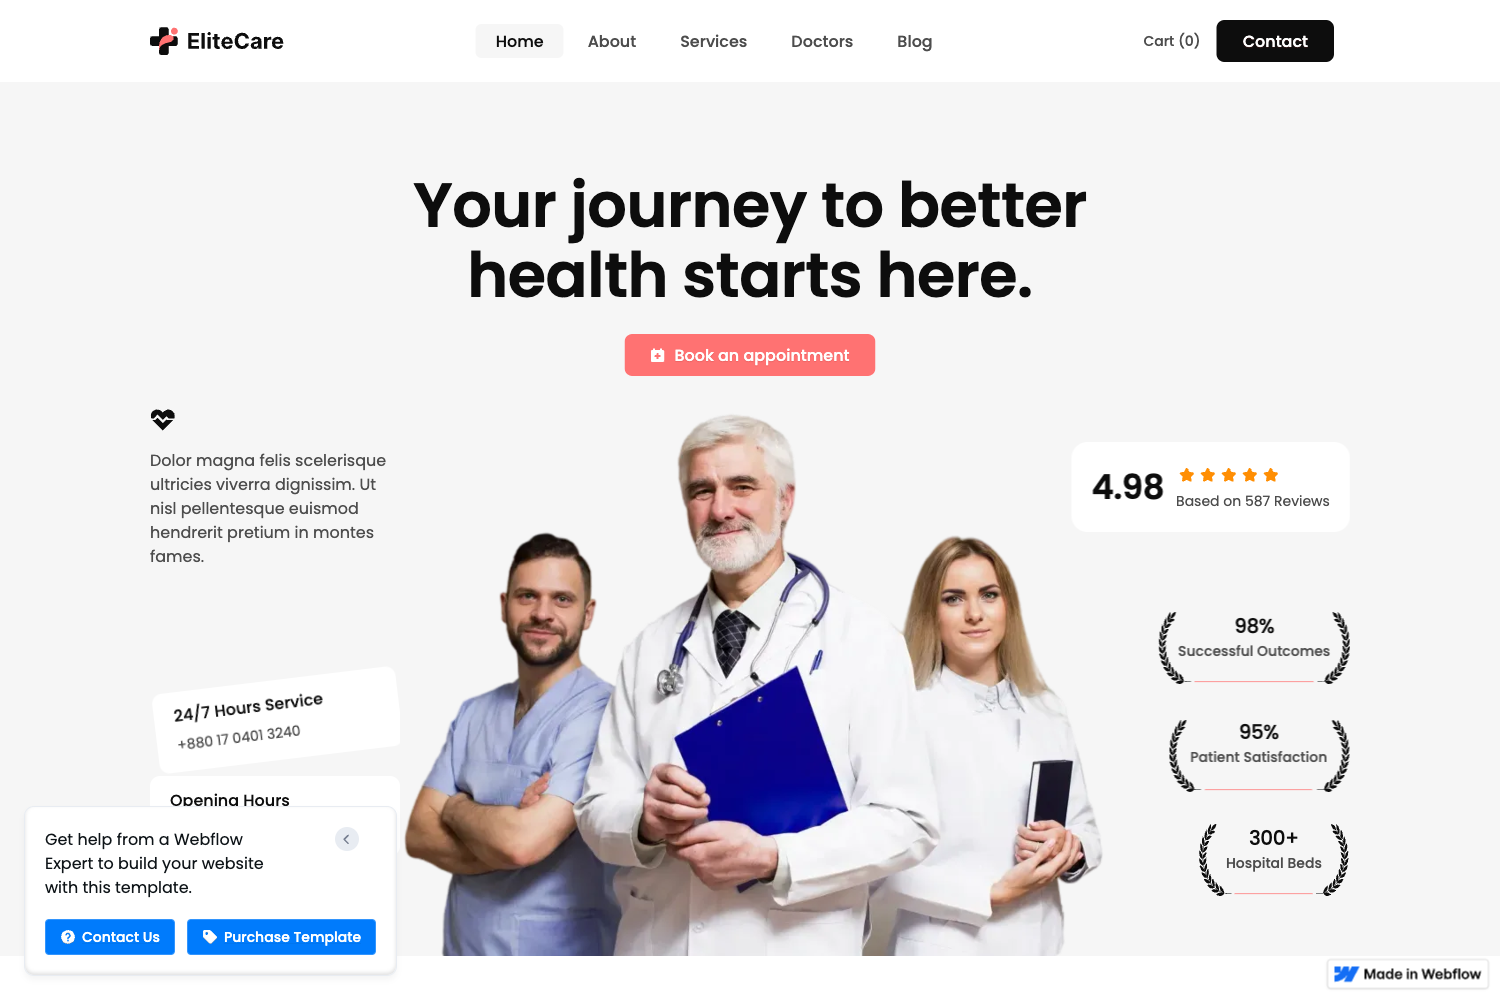 EliteCare
Home
About
Services
Doctors
Blog
Cart (0)
Contact
Your journey to better
health starts here.
Book an appointment
Dolor magna felis scelerisque
ultricies viverra dignissim. Ut
nisl pellentesque euismod
hendrerit pretium in montes
fames.
4.98
Based on 587 Reviews
98%
Successful Outcomes
95%
Patient Satisfaction
300+
Hospital Beds
24/7 Hours Service
+880 17 0401 3240
Opening Hours
Get help from a Webflow
Expert to build your website
with this template.
Contact Us
Purchase Template
Made in Webflow